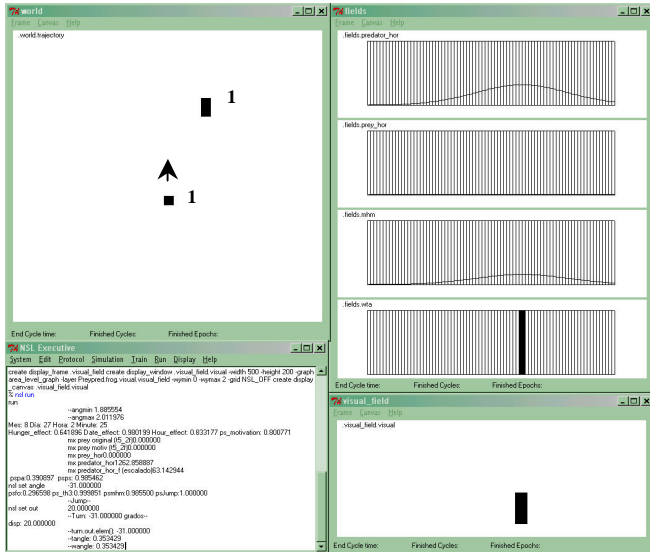 world
Frame Canvas Help
.world.trajectory
1
1
End Cycle time: Finished Cycles: Finished Epochs:
fields
Frame Canvas Help
.fields.predator_hor
.fields.prey_hor
.fields.mhm
.fields.wta
End Cycle time: Finished Cycles: Finished Epochs:
NSL Executive
System Edit Protocol Simulation Train Run Display Help
create display_frame .visual_field create display_window .visual_field.visual -width 500 -height 200 -graph
area_level_graph -layer Preypred.frog.visual.visual_field -wymin 0 -wymax 2 -grid NSL_OFF create display
_canvas .visual_field.visual
% nsl run
run
--angmin 1.885554
--angmax 2.011976
Mes: 8 Dia: 27 Hora: 2 Minute: 25
Hunger_effect: 0.641896 Date_effect: 0.980199 Hour_effect: 0.833177 ps_motivation: 0.800771
mx prey original (t5_2f)0.000000
mx prey motiv (t5_2f)0.000000
mx prey_hor0.000000
mx predator_hor1262.858887
mx predator_hor_f (escalado)63.142944
pspa:0.390897 psps: 0.985462
nsl set angle -31.000000
psfo:0.296598 ps_th3:0.999851 psmhm:0.985500 psJump:1.000000
--Jump--
nsl set out 20.000000
--Turn: -31.000000 grados--
disp: 20.000000
--turn.out.elem(): -31.000000
--tangle: 0.353429
--wangle: 0.353429
visual_field
Frame Canvas Help
.visual_field.visual
End Cycle time: Finished Cycles: Finished Epochs: